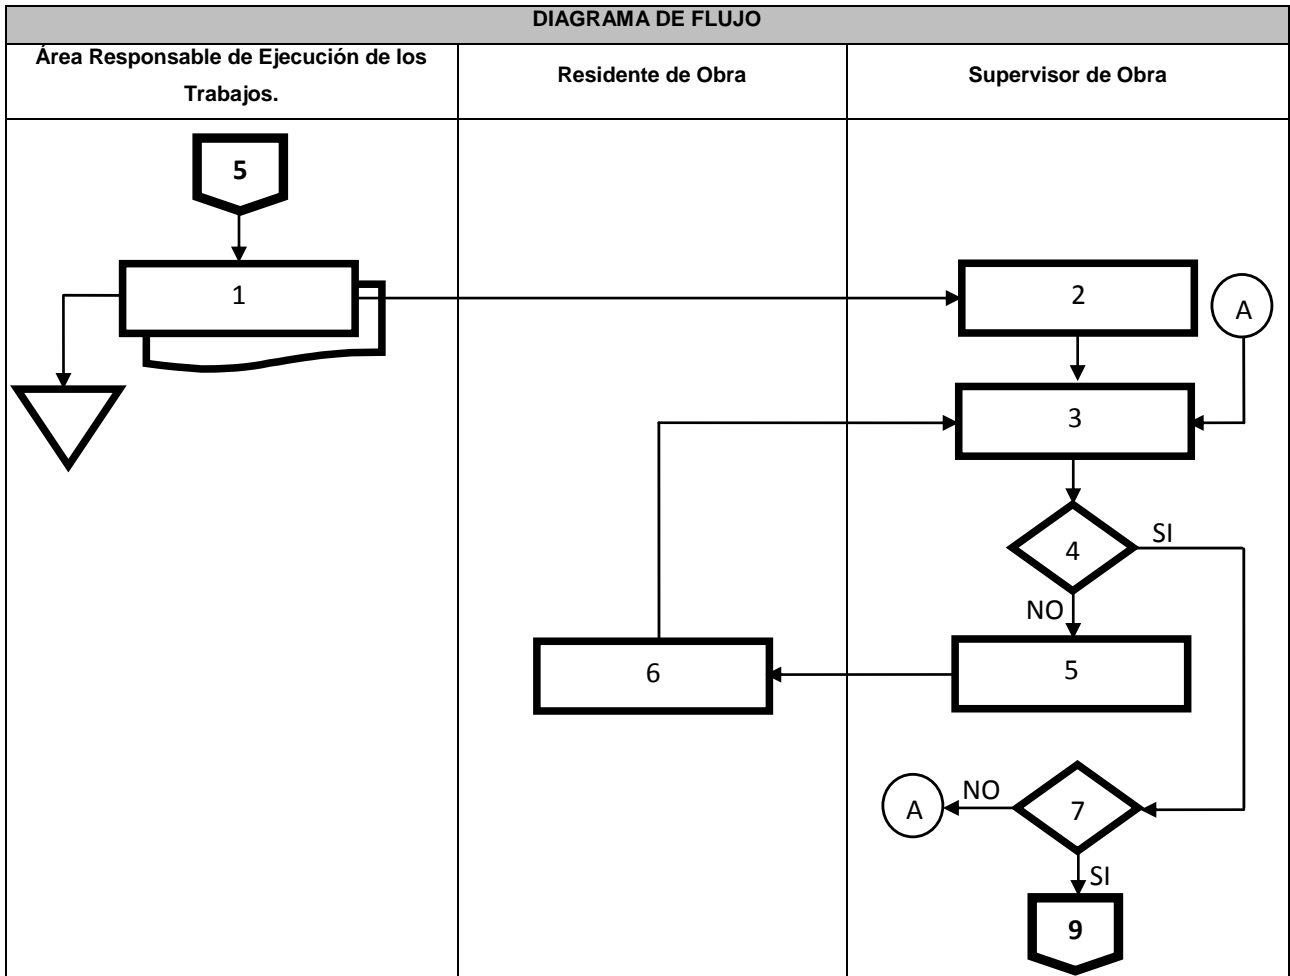 DIAGRAMA DE FLUJO
Área Responsable de Ejecución de los
Trabajos.
Residente de Obra
Supervisor de Obra
5
1
2
A
3
4
SI
NO
5
6
7
NO
A
SI
9